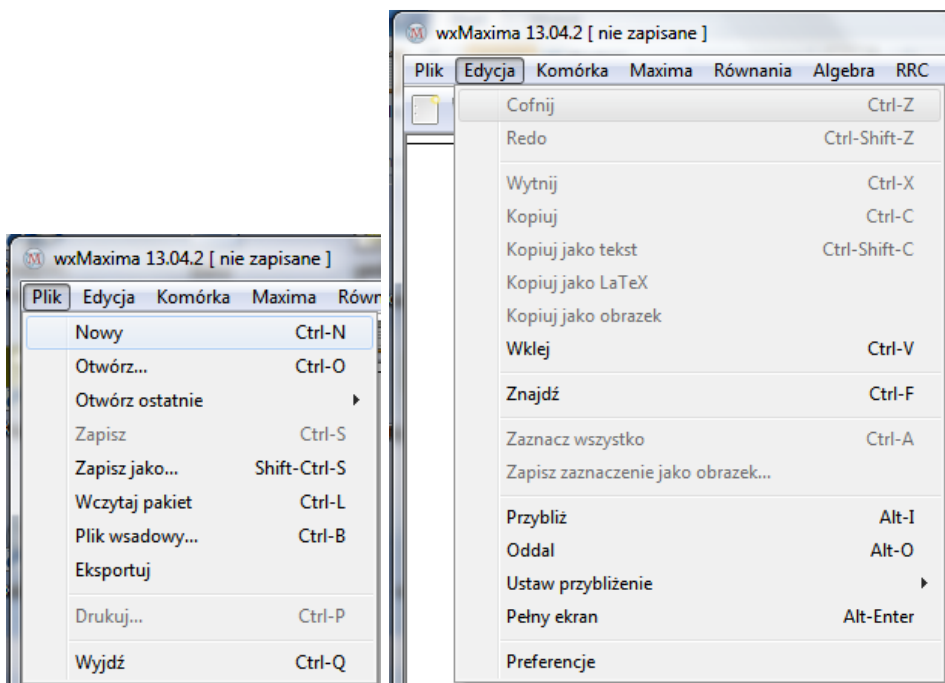 wxMaxima 13.04.2 [ nie zapisane ]
Plik Edycja Komórka Maxima
Nowy Ctrl-N
Otwórz... Ctrl-O
Otwórz ostatnie
Zapisz Ctrl-S
Zapisz jako... Shift-Ctrl-S
Wczytaj pakiet Ctrl-L
Plik wsadowy... Ctrl-B
Eksportuj
Drukuj... Ctrl-P
Wyjdź Ctrl-Q
wxMaxima 13.04.2 [ nie zapisane ]
Plik Edycja Komórka Maxima Równania Algebra RRC
Cofnij Ctrl-Z
Redo Ctrl-Shift-Z
Wytnij Ctrl-X
Kopiuj Ctrl-C
Kopiuj jako tekst Ctrl-Shift-C
Kopiuj jako LaTeX
Kopiuj jako obrazek
Wklej Ctrl-V
Znajdź Ctrl-F
Zaznacz wszystko Ctrl-A
Zapisz zaznaczenie jako obrazek...
Przybliż Alt-I
Oddal Alt-O
Ustaw przybliżenie
Pełny ekran Alt-Enter
Preferencje